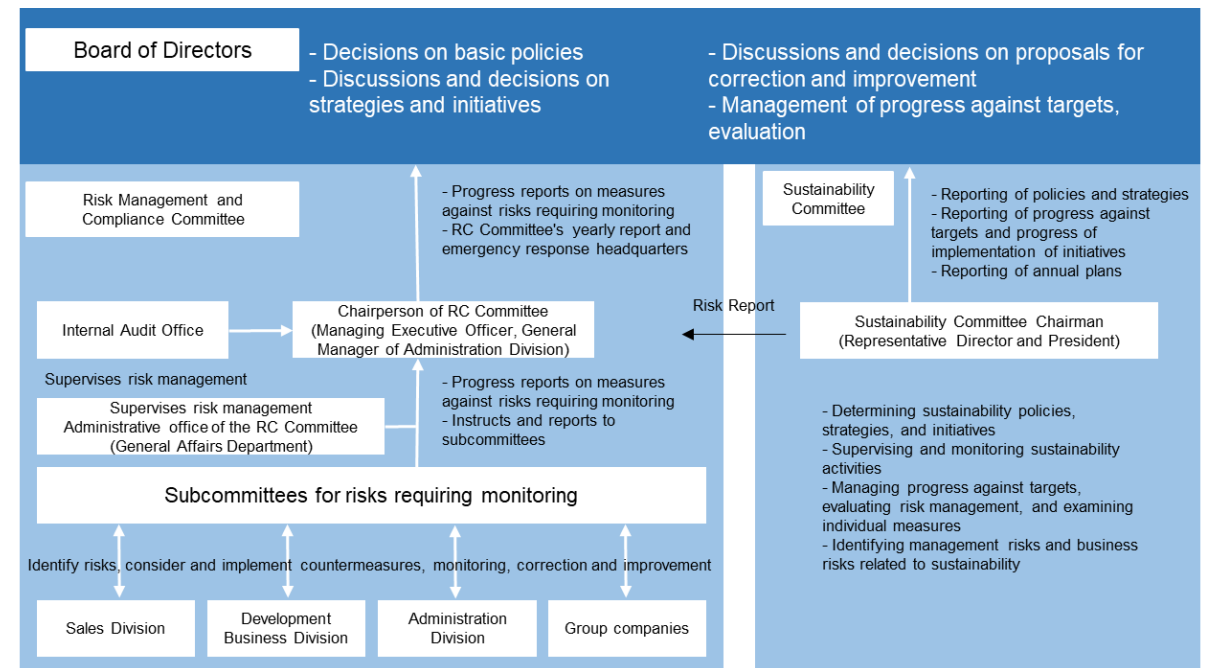 Board of Directors
- Decisions on basic policies
- Discussions and decisions on
strategies and initiatives
- Discussions and decisions on proposals for
correction and improvement
- Management of progress against targets,
evaluation
Risk Management and
Compliance Committee
- Progress reports on measures
against risks requiring monitoring
- RC Committee's yearly report and
emergency response headquarters
Sustainability
Committee
- Reporting of policies and strategies
- Reporting of progress against
targets and progress of
implementation of initiatives
- Reporting of annual plans
Internal Audit Office
Chairperson of RC Committee
(Managing Executive Officer, General
Manager of Administration Division)
Risk Report
Sustainability Committee Chairman
(Representative Director and President)
Supervises risk management
Supervises risk management
Administrative office of the RC Committee
(General Affairs Department)
- Progress reports on measures
against risks requiring monitoring
- Instructs and reports to
subcommittees
- Determining sustainability policies,
strategies, and initiatives
- Supervising and monitoring sustainability
activities
- Managing progress against targets,
evaluating risk management, and examining
individual measures
- Identifying management risks and business
risks related to sustainability
Subcommittees for risks requiring monitoring
Identify risks, consider and implement countermeasures, monitoring, correction and improvement
Sales Division
Development
Business Division
Administration
Division
Group companies